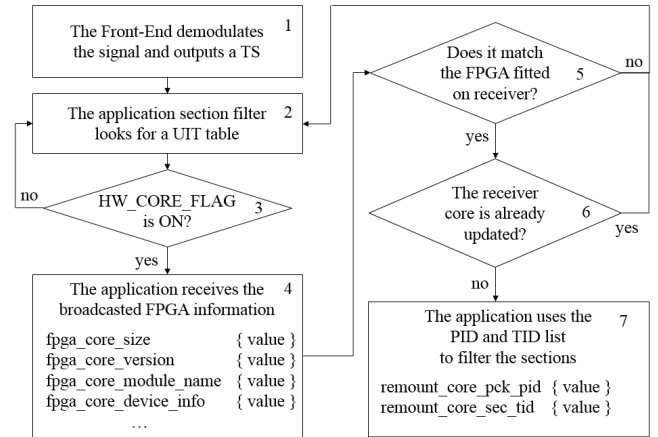 The Front-End demodulates 1
the signal and outputs a TS
The application section filter 2
looks for a UIT table
no
HW_CORE_FLAG 3
is ON?
yes
The application receives the 4
broadcasted FPGA information
fpga_core_size { value }
fpga_core_version { value }
fpga_core_module_name { value }
fpga_core_device_info { value }
...
Does it match
the FPGA fitted 5
on receiver?
no
yes
The receiver
core is already 6
updated?
yes
no
The application uses the 7
PID and TID list
to filter the sections
remount_core_pck_pid { value }
remount_core_sec_tid { value }